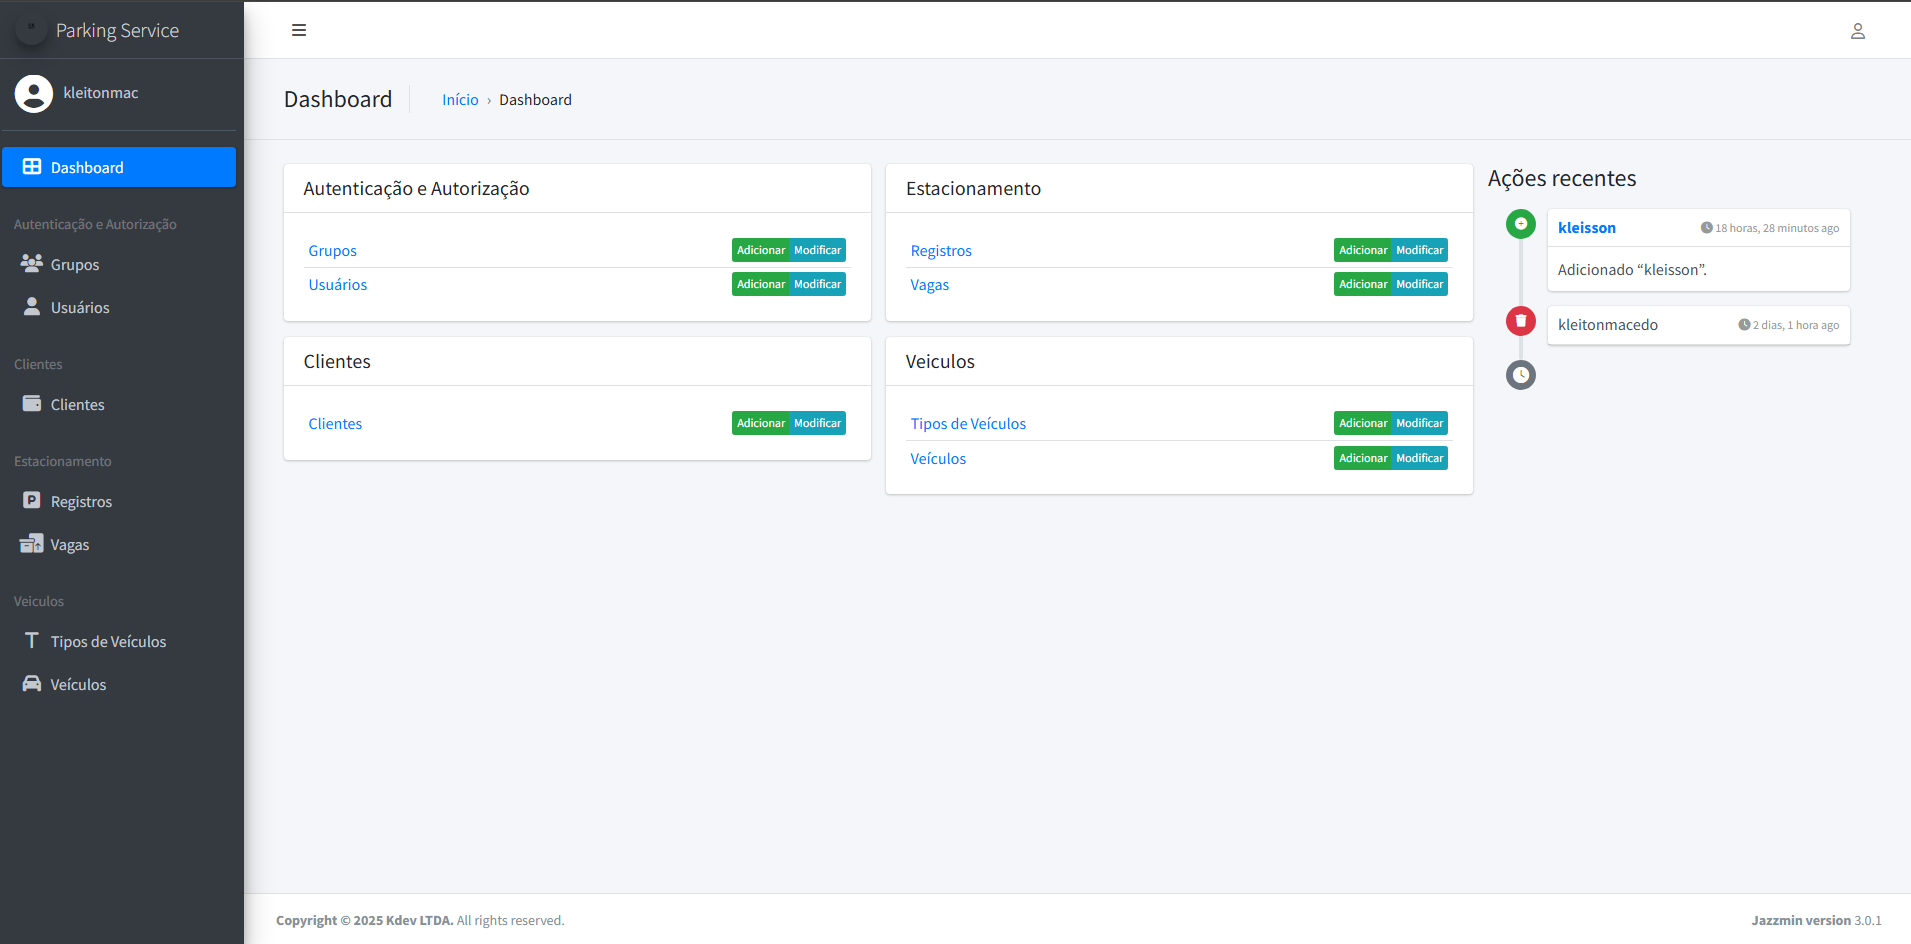 Parking Service
kleitonmac
Dashboard
Autenticação e Autorização
Grupos
Usuários
Clientes
Clientes
Estacionamento
Registros
Vagas
Veiculos
Tipos de Veículos
Veículos
Dashboard
Início › Dashboard
Autenticação e Autorização
Grupos Adicionar Modificar
Usuários Adicionar Modificar
Clientes
Clientes Adicionar Modificar
Estacionamento
Registros Adicionar Modificar
Vagas Adicionar Modificar
Veiculos
Tipos de Veículos Adicionar Modificar
Veículos Adicionar Modificar
Ações recentes
kleisson 18 horas, 28 minutos ago
Adicionado “kleisson”.
kleitonmacedo 2 dias, 1 hora ago
Copyright © 2025 Kdev LTDA. All rights reserved.
Jazzmin version 3.0.1